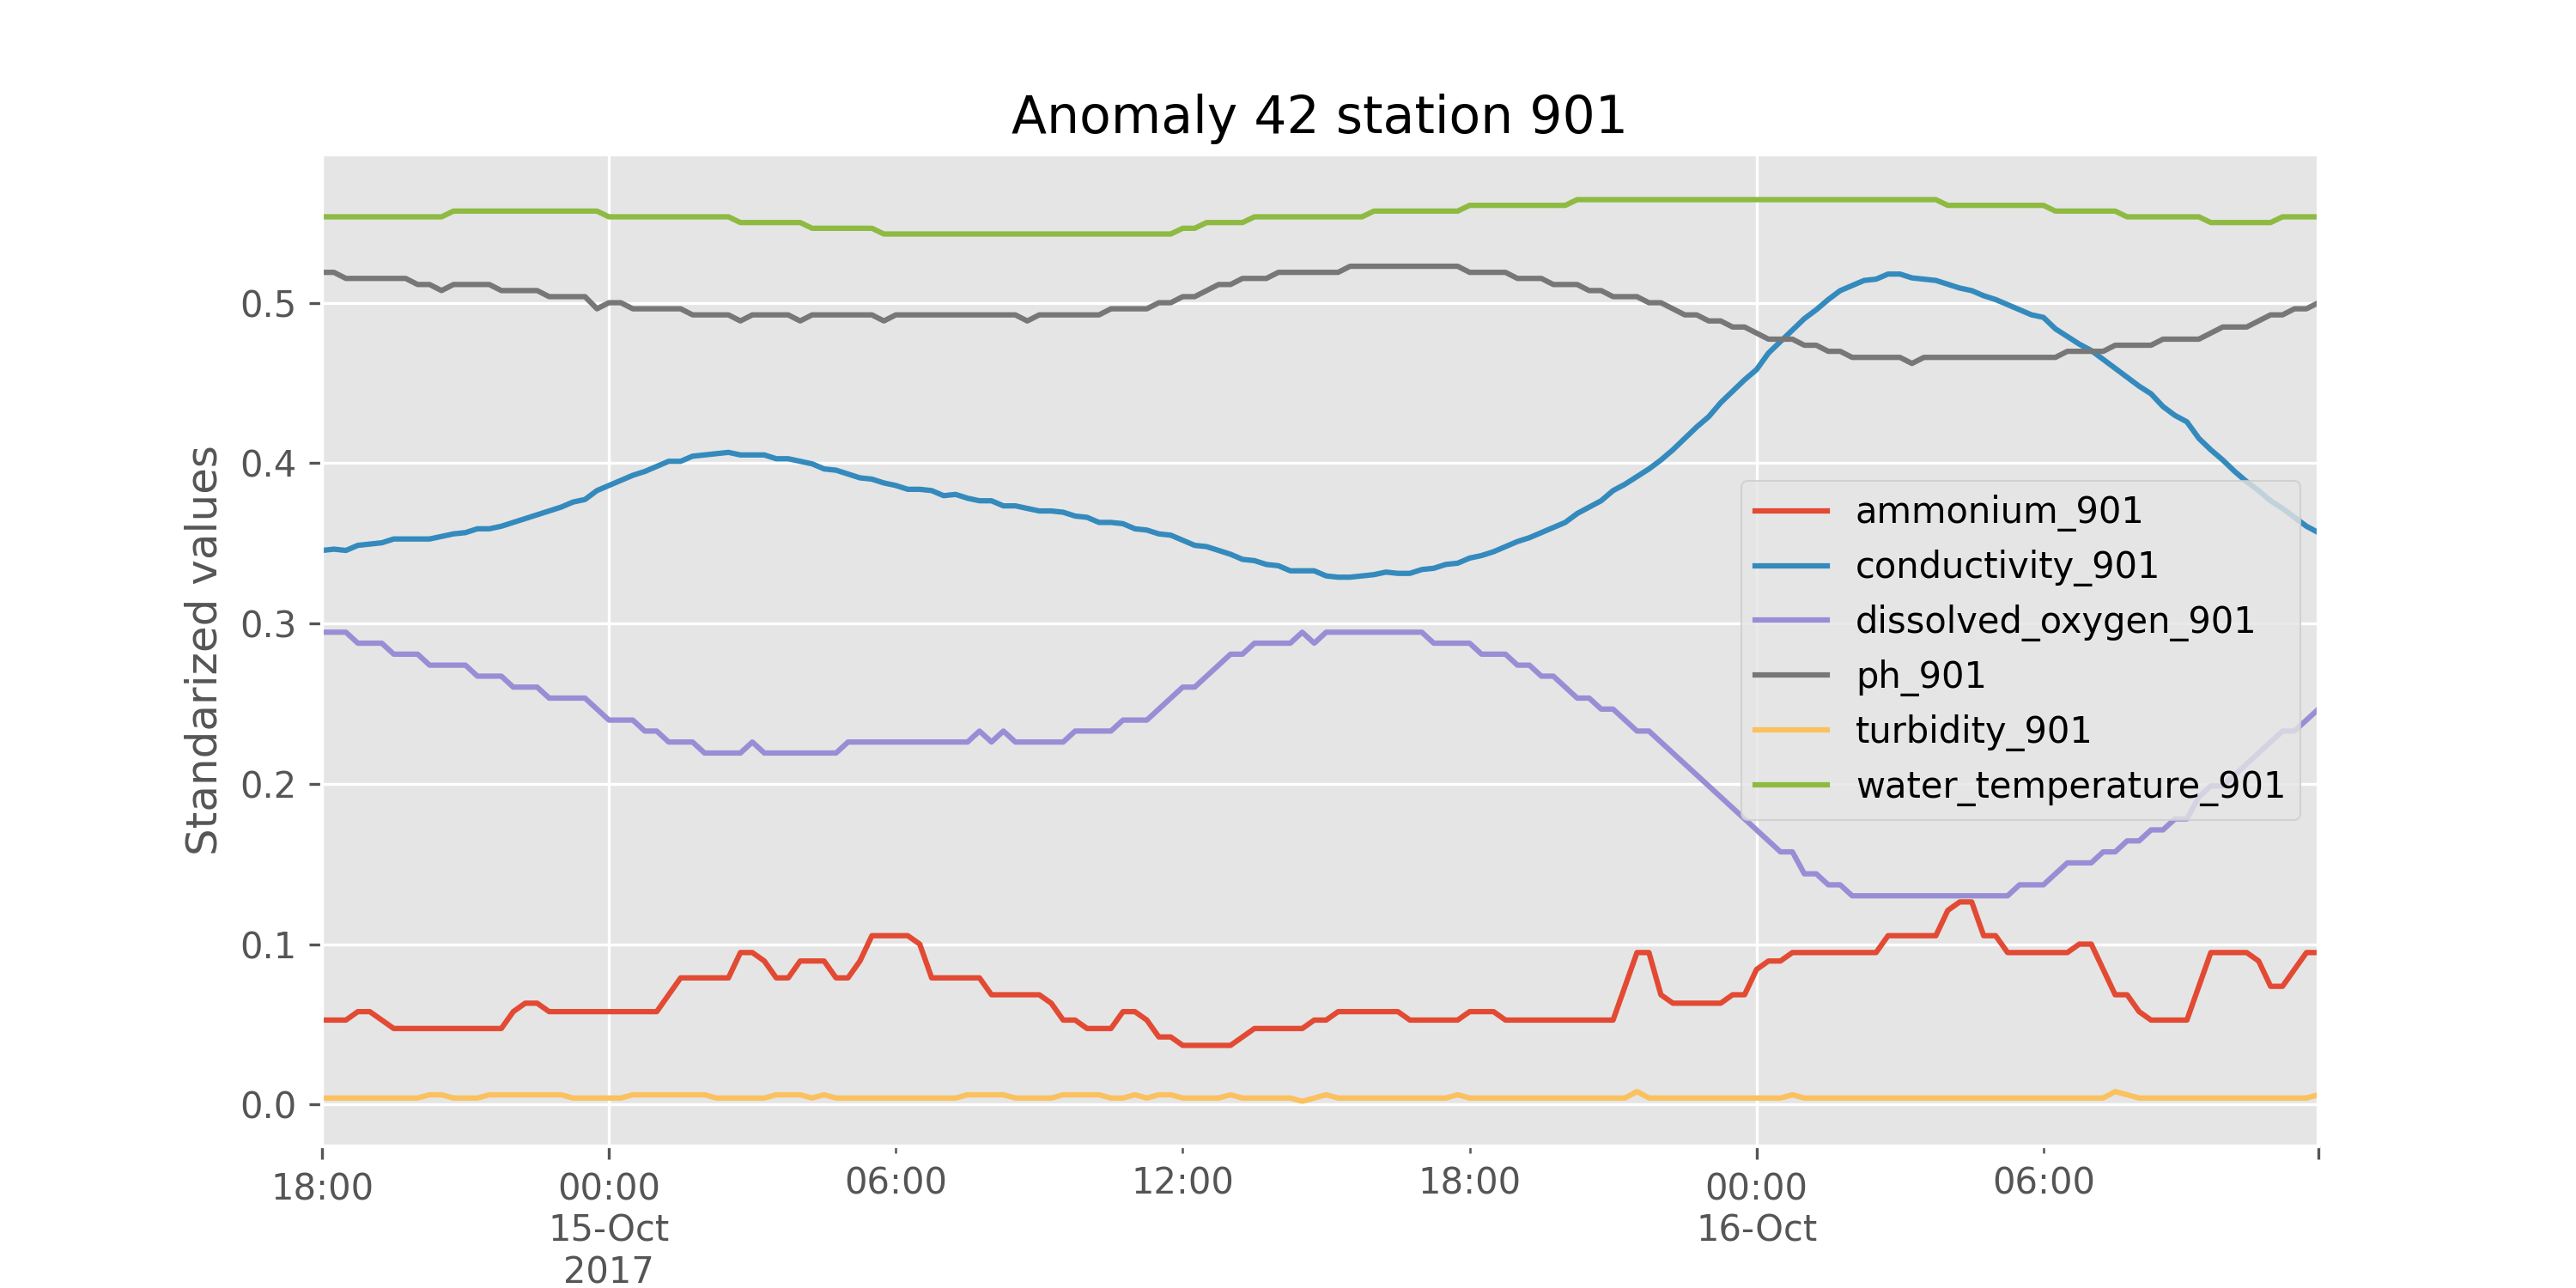 Anomaly 42 station 901
Standarized values
0.5
0.4
0.3
0.2
0.1
0.0
ammonium_901
conductivity_901
dissolved_oxygen_901
ph_901
turbidity_901
water_temperature_901
18:00 00:00 06:00 12:00 18:00 00:00 06:00
15-Oct 16-Oct
2017